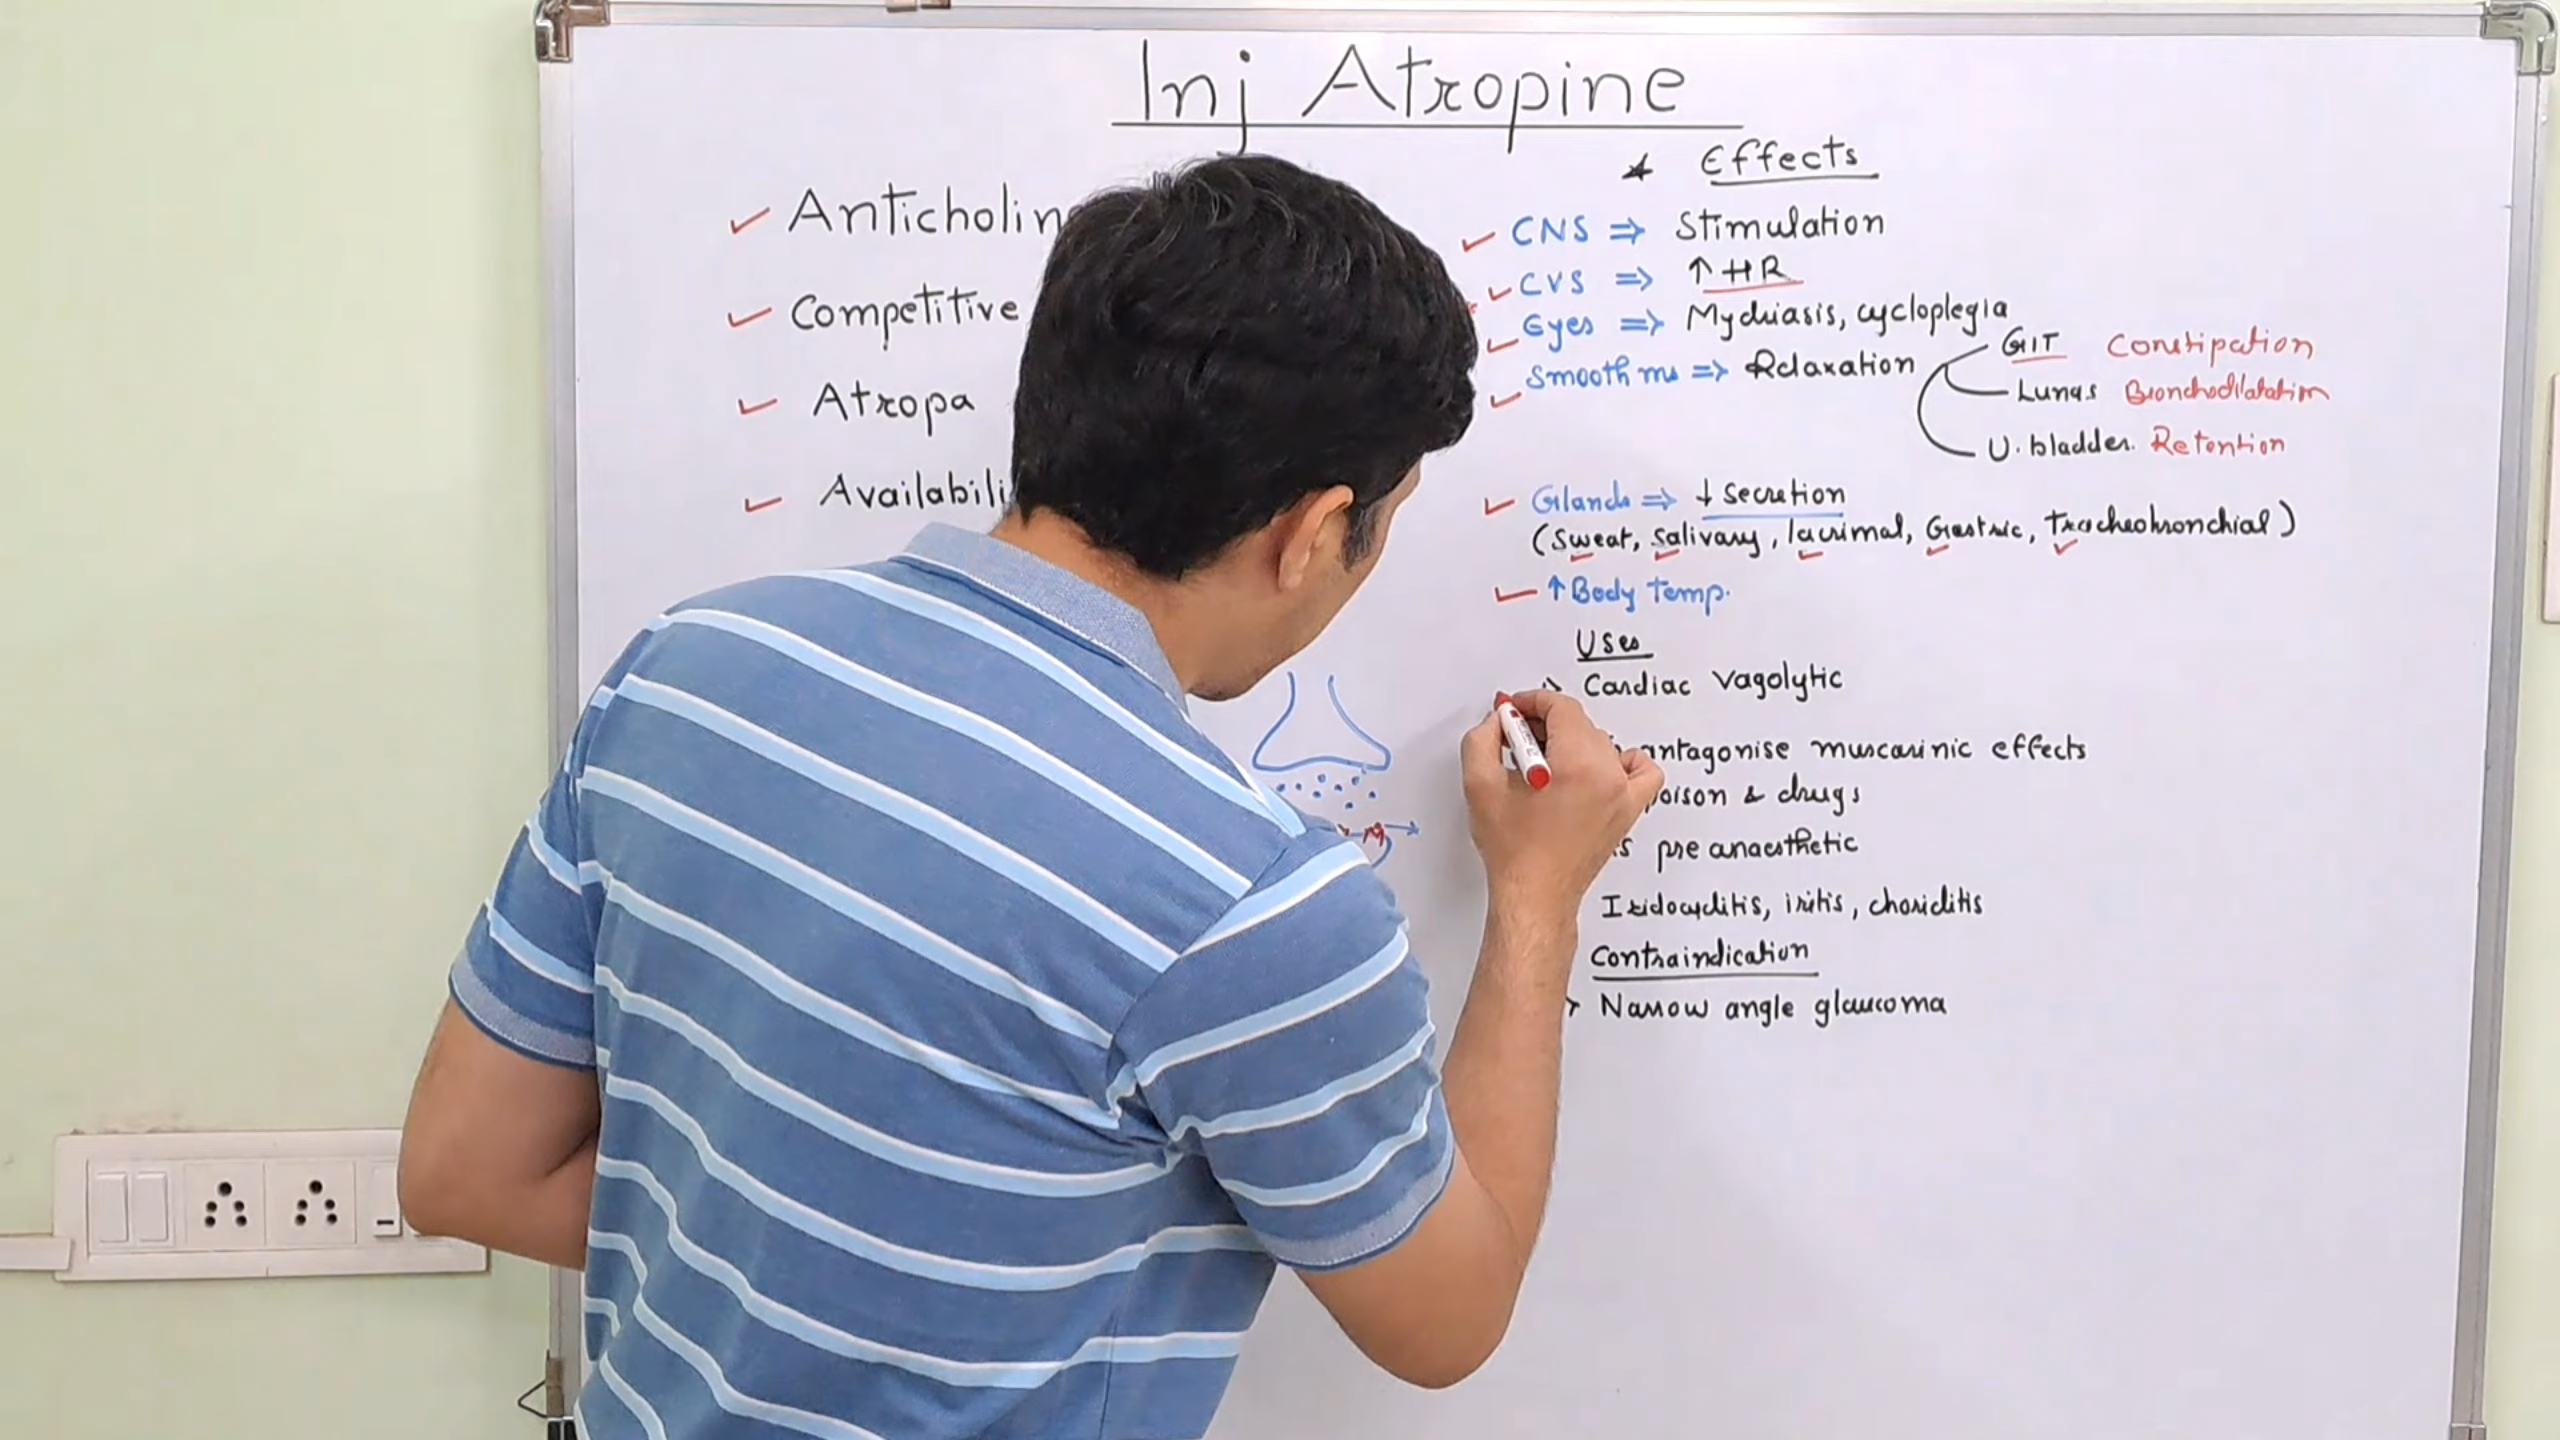 Inj Atropine
Anticholin
Competitive
Atropa
Availabili
Effects
CNS ⇒ Stimulation
CVS ⇒ ↑ HR
Eyes ⇒ Mydriasis, cycloplegia
Smooth ms ⇒ Relaxation
GIT Constipation
Lungs Bronchodilatation
U. bladder. Retention
Glands ⇒ ↓ Secretion
(Sweat, Salivary, lacrimal, Gastric, Tracheobronchial)
↑ Body Temp.
Uses
Cardiac vagolytic
antagonise muscarinic effects
poison & drugs
pre anaesthetic
Iridocyclitis, iritis, choriditis
Contraindication
Narrow angle glaucoma